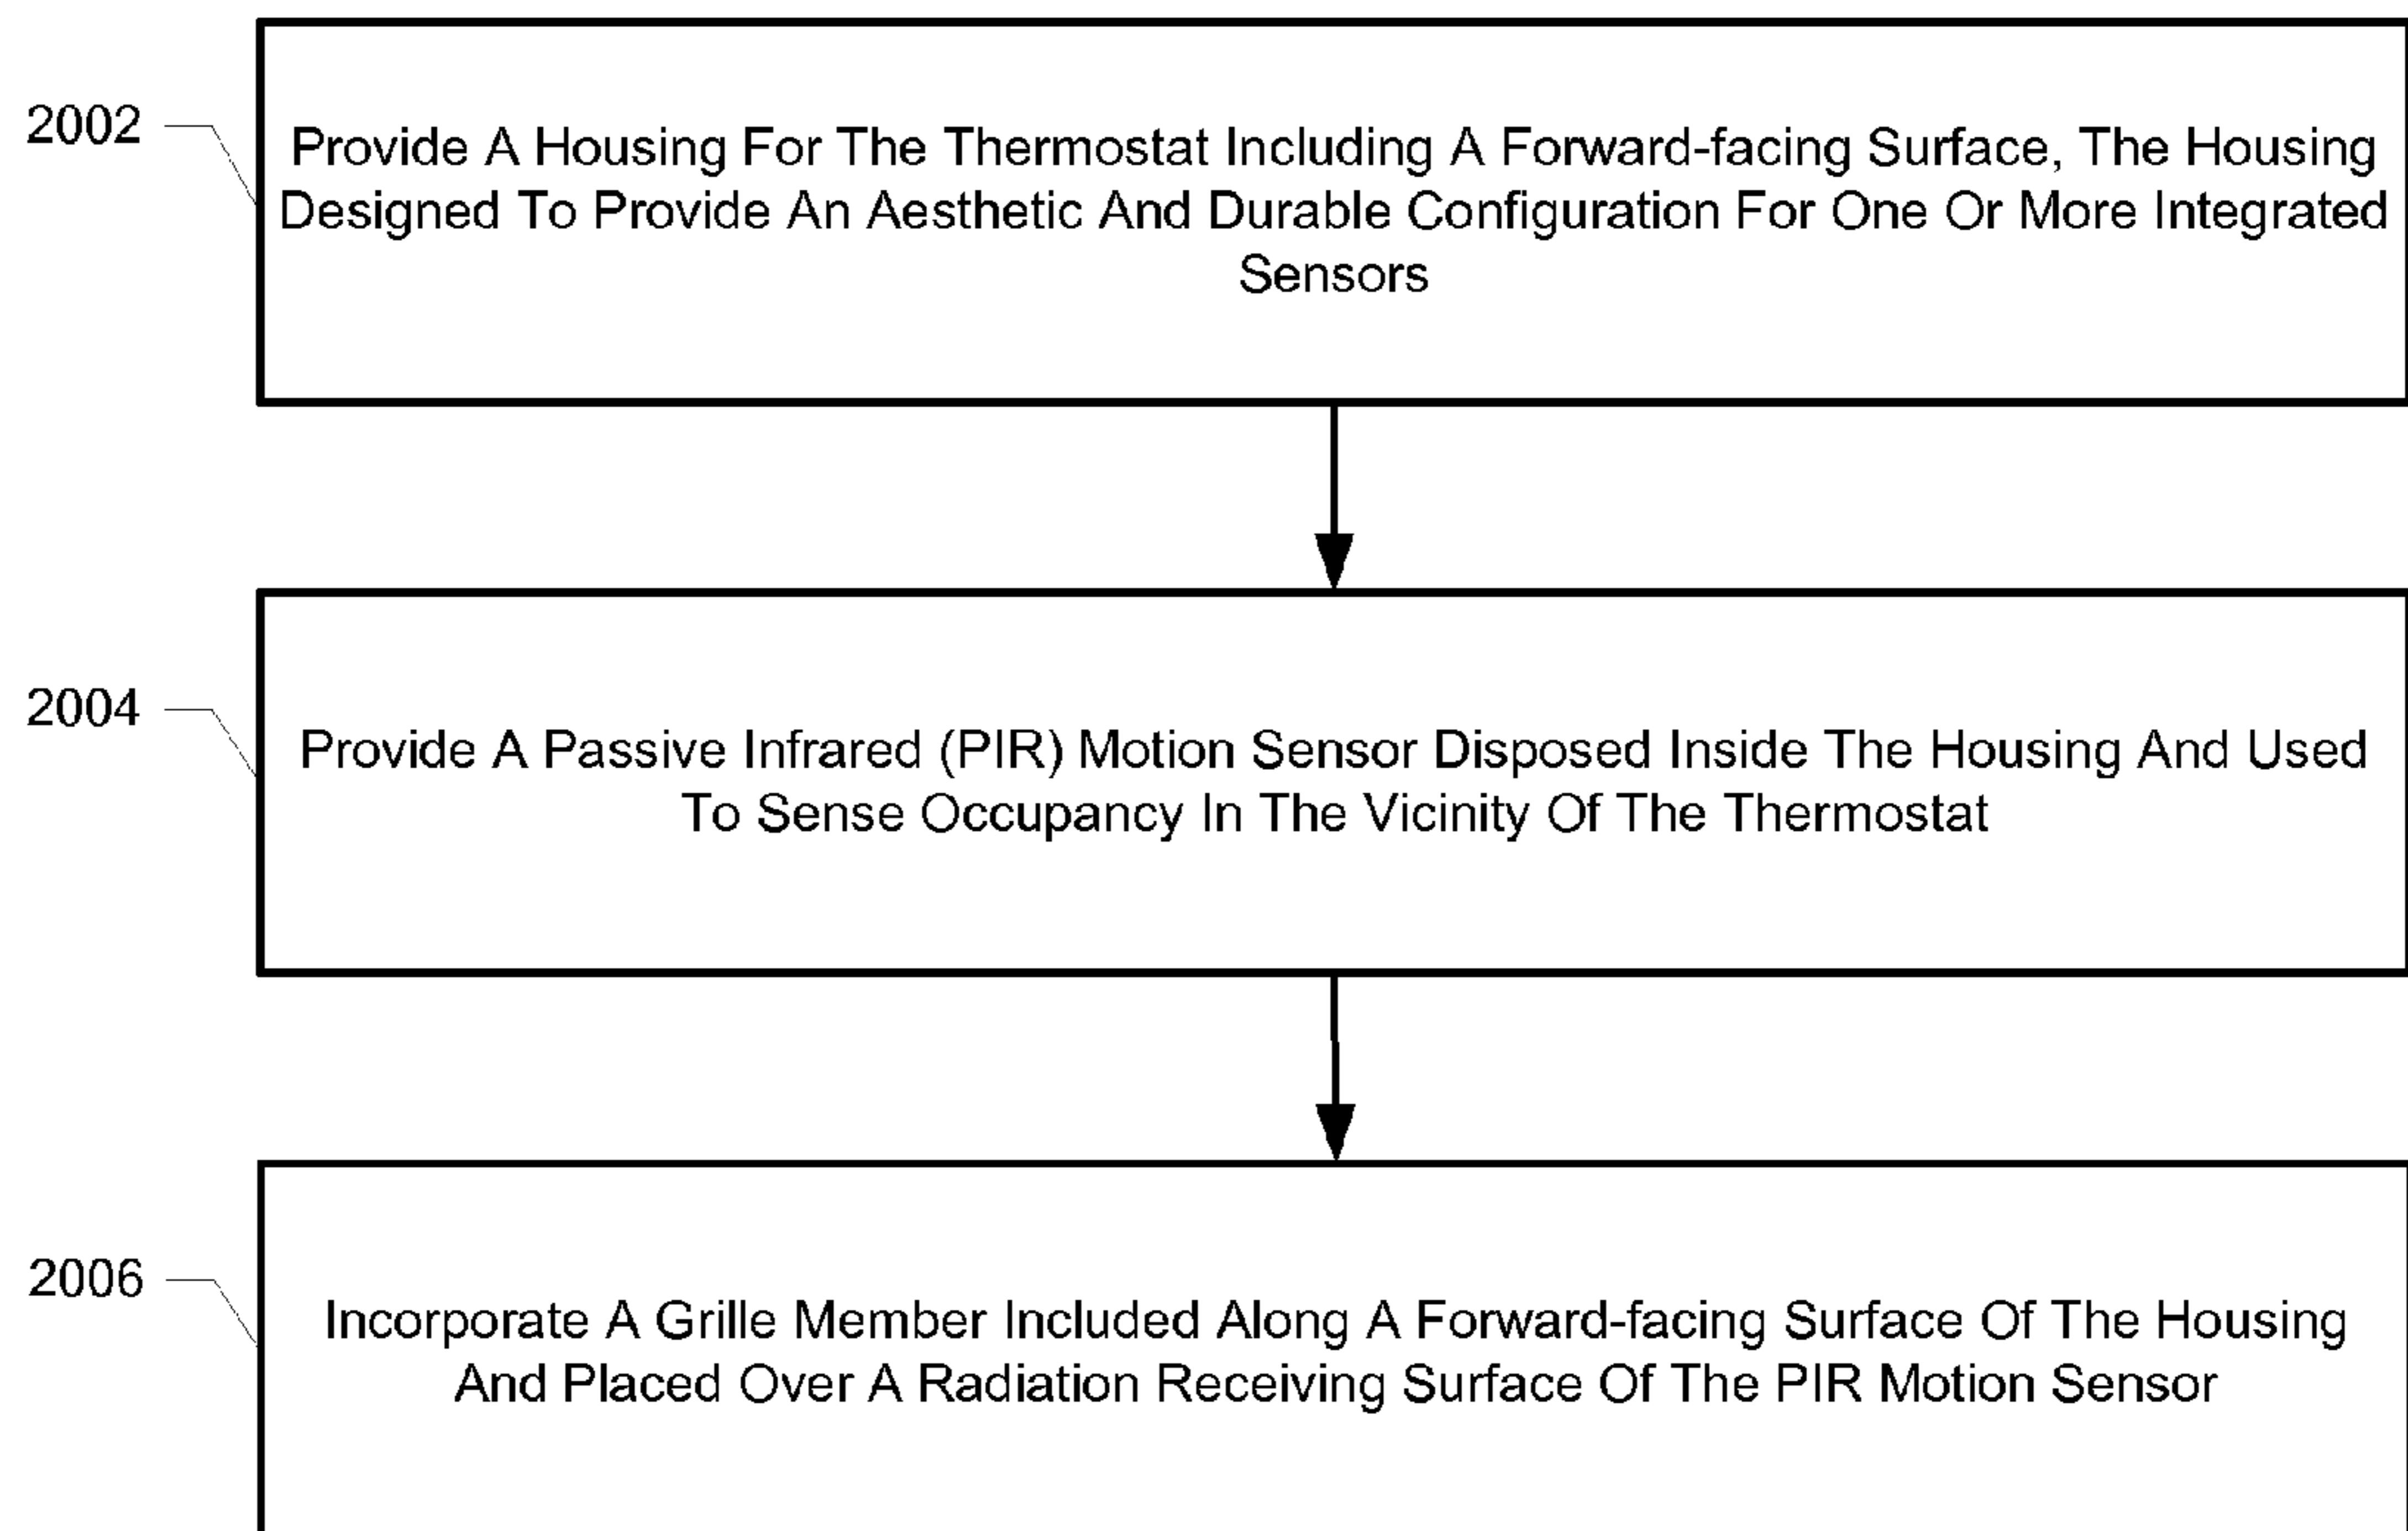 2002
Provide A Housing For The Thermostat Including A Forward-facing Surface, The Housing
Designed To Provide An Aesthetic And Durable Configuration For One Or More Integrated
Sensors
2004
Provide A Passive Infrared (PIR) Motion Sensor Disposed Inside The Housing And Used
To Sense Occupancy In The Vicinity Of The Thermostat
2006
Incorporate A Grille Member Included Along A Forward-facing Surface Of The Housing
And Placed Over A Radiation Receiving Surface Of The PIR Motion Sensor